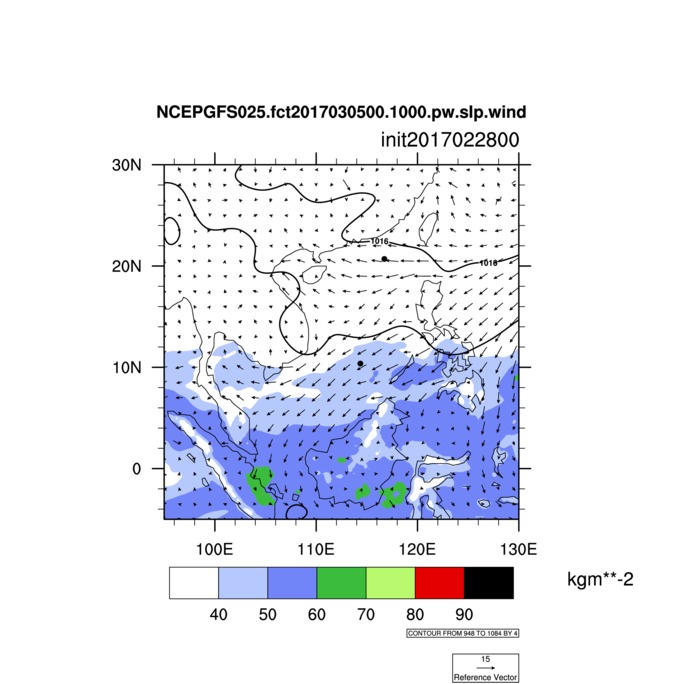 NCEPGFS025.fct2017030500.1000.pw.slp.wind
init2017022800
30N
1016
1016
20N
10N
0
100E 110E 120E 130E
kgm**-2
40 50 60 70 80 90
CONTOUR FROM 948 TO 1084 BY 4
15
Reference Vector